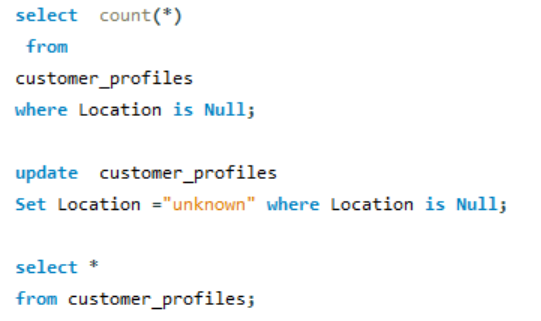 select  count(*)
from
customer_profiles
where Location is Null;
update  customer_profiles
Set Location ="unknown" where Location is Null;
select *
from customer_profiles;